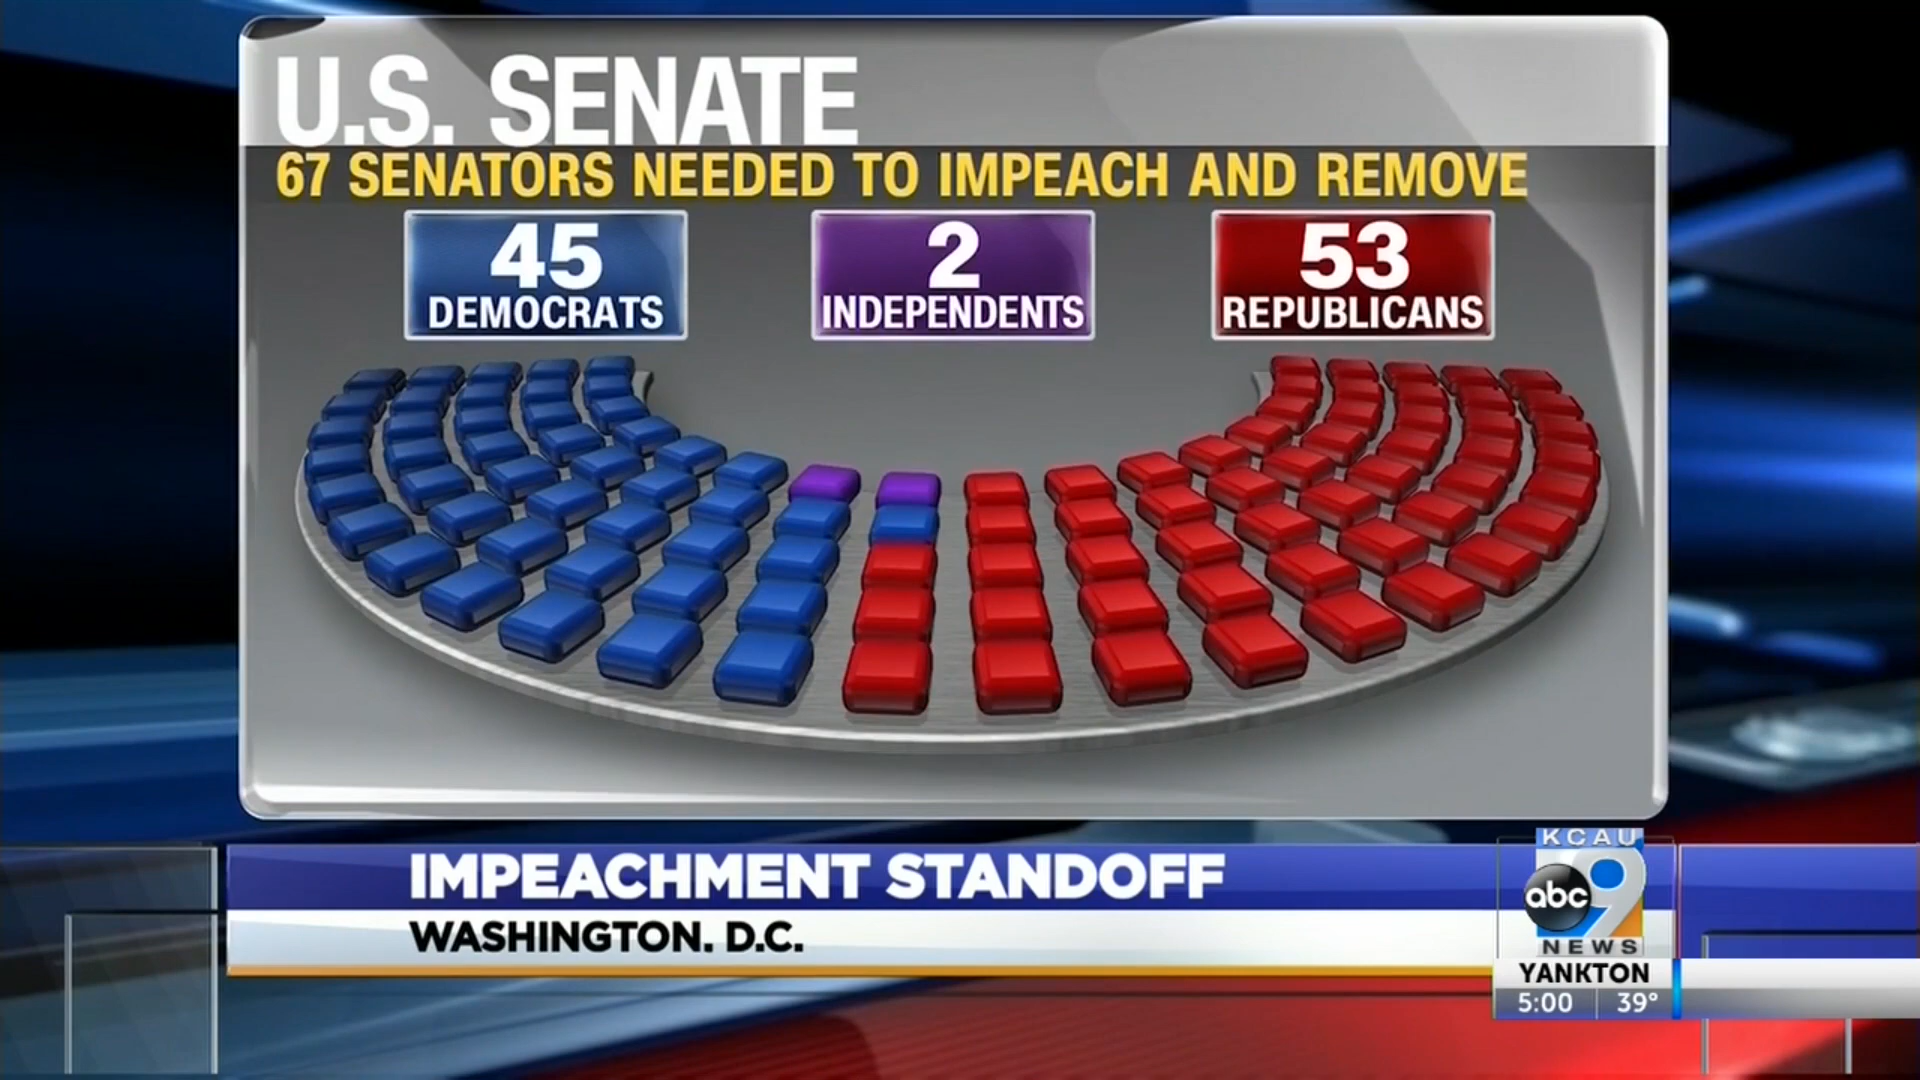 U.S. SENATE
67 SENATORS NEEDED TO IMPEACH AND REMOVE
45
DEMOCRATS
2
INDEPENDENTS
53
REPUBLICANS
IMPEACHMENT STANDOFF
WASHINGTON, D.C.
KCAU
abc 9
NEWS
YANKTON
5:00 39°